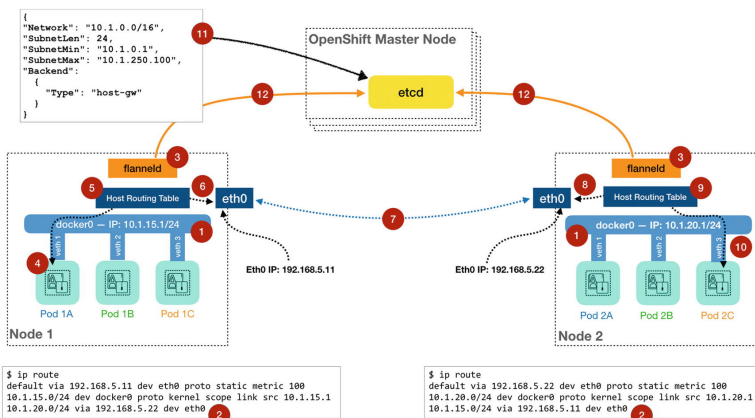 {
"Network": "10.1.0.0/16",
"SubnetLen": 24,
"SubnetMin": "10.1.0.1",
"SubnetMax": "10.1.250.100",
"Backend":
{
"Type": "host-gw"
}
}
11
OpenShift Master Node
etcd
12
12
3
flanneld
5
Host Routing Table
6
eth0
docker0 — IP: 10.1.15.1/24
1
veth 1
veth 2
veth 3
4
Pod 1A
Pod 1B
Pod 1C
Node 1
Eth0 IP: 192.168.5.11
7
3
flanneld
eth0
8
Host Routing Table
9
docker0 — IP: 10.1.20.1/24
1
veth 1
veth 2
veth 3
10
Pod 2A
Pod 2B
Pod 2C
Node 2
Eth0 IP: 192.168.5.22
$ ip route
default via 192.168.5.11 dev eth0 proto static metric 100
10.1.15.0/24 dev docker0 proto kernel scope link src 10.1.15.1
10.1.20.0/24 via 192.168.5.22 dev eth0
2
$ ip route
default via 192.168.5.22 dev eth0 proto static metric 100
10.1.20.0/24 dev docker0 proto kernel scope link src 10.1.20.1
10.1.15.0/24 via 192.168.5.11 dev eth0
2